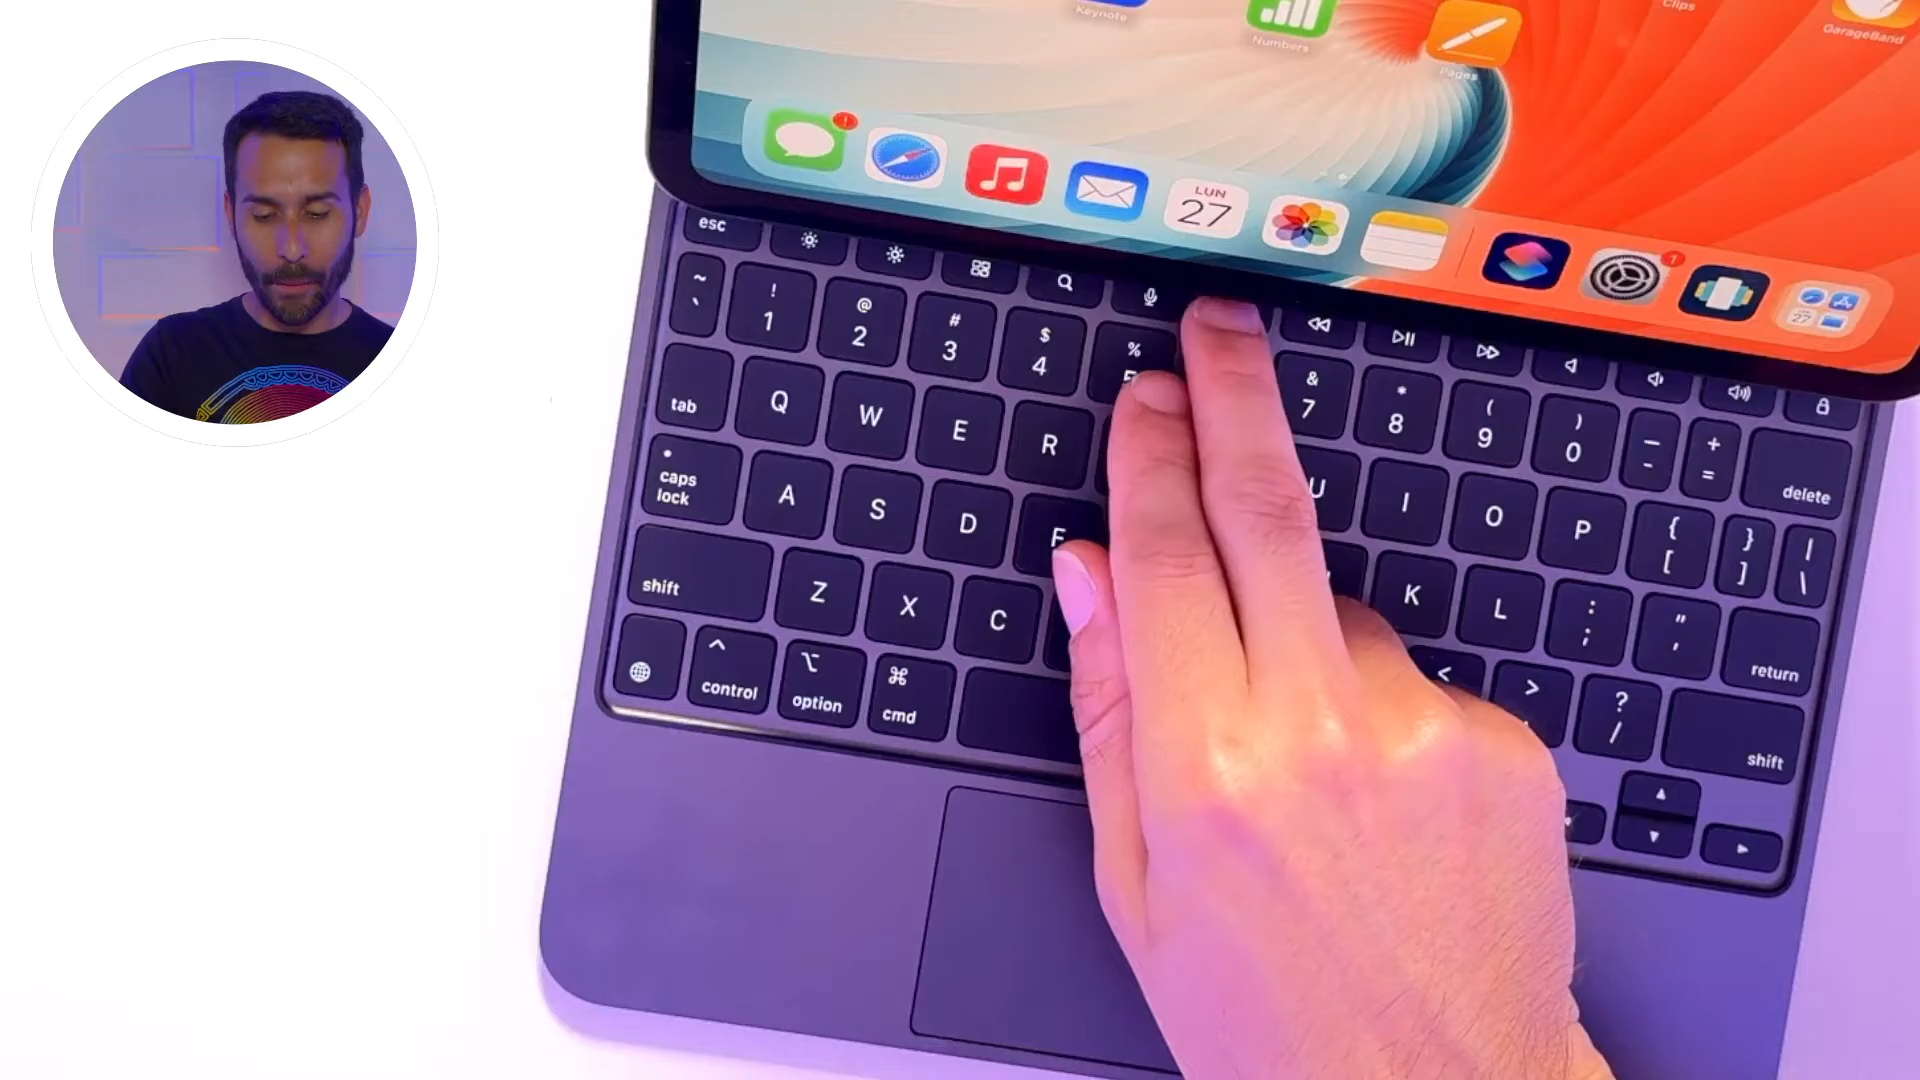 Keynote
Numbers
Pages
Clips
GarageBand
LUN
27
27
esc
~ ! @ # $ % & * ( ) — +
` 1 2 3 4 7 8 9 0 - =
delete
tab Q W E R U I O P { [ } ] | \
caps lock A S D K L : ; " '
return
shift Z X C < > ? /
shift
control
option
⌘
cmd